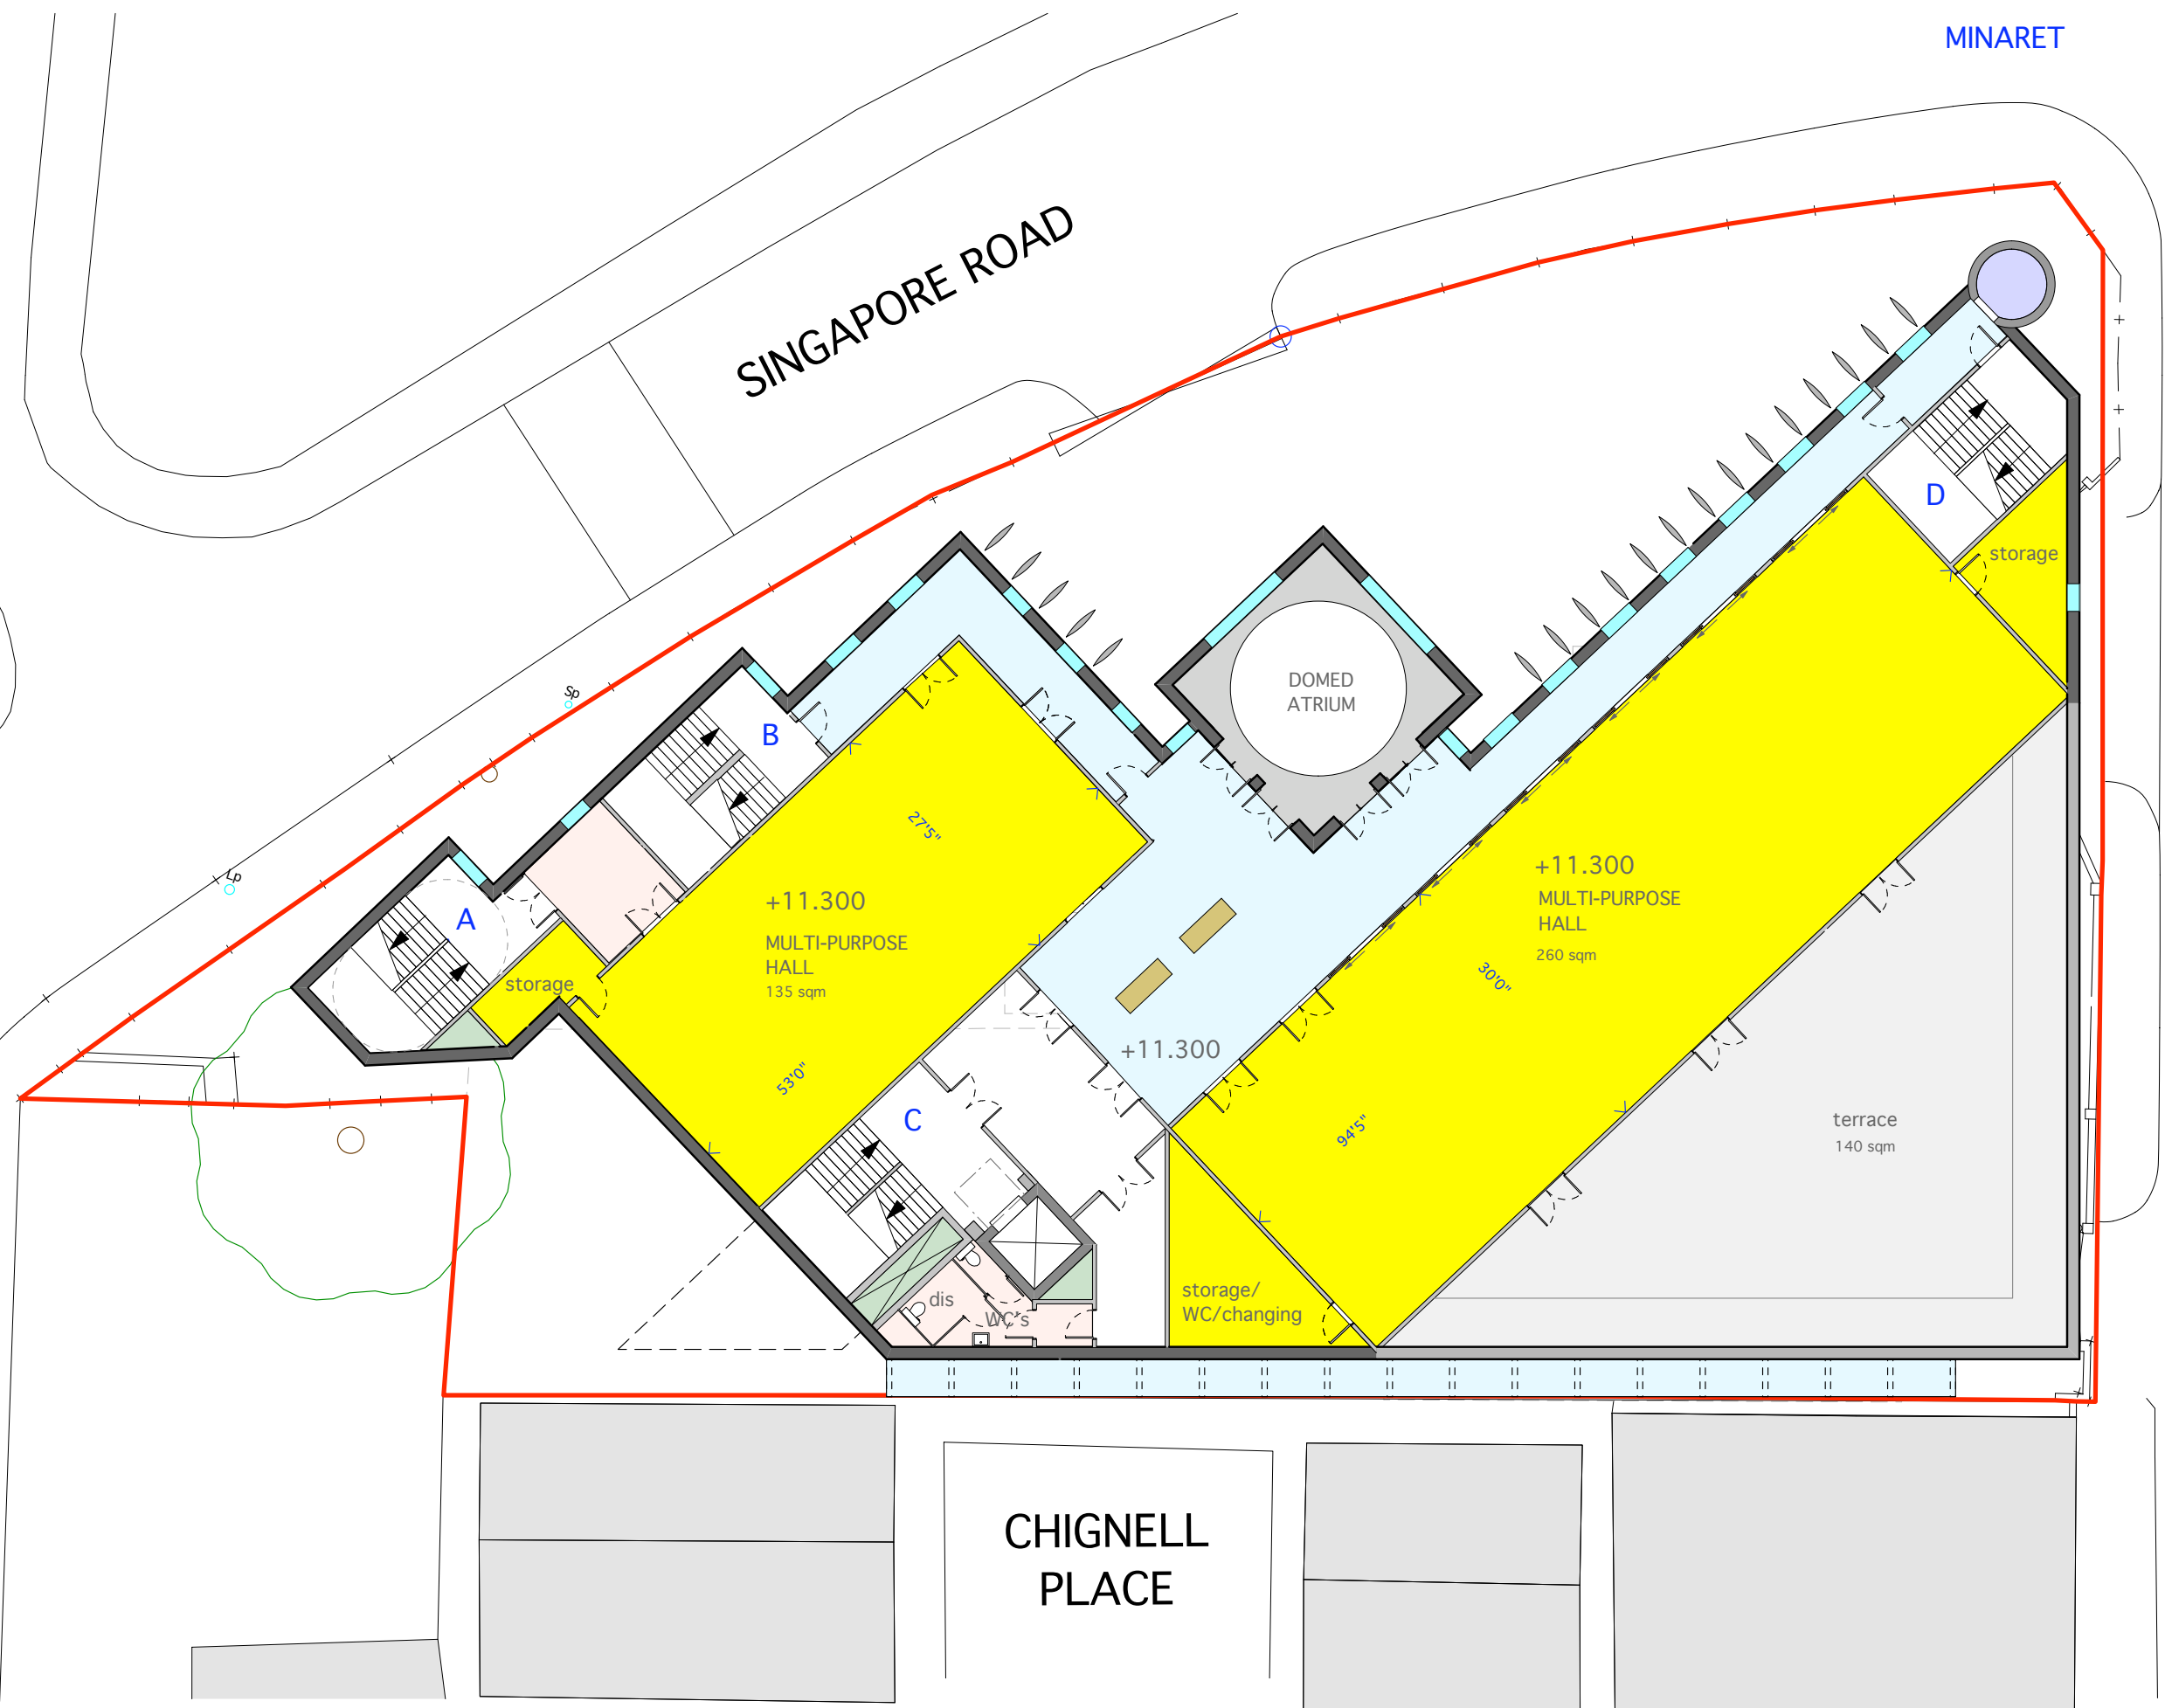 MINARET
SINGAPORE ROAD
D
storage
DOMED
ATRIUM
Sp
B
Lp
A
27'5"
+11.300
MULTI-PURPOSE
HALL
260 sqm
+11.300
MULTI-PURPOSE
HALL
135 sqm
30'0"
storage
53'0"
+11.300
C
94'5"
terrace
140 sqm
dis
WC's
storage/
WC/changing
CHIGNELL
PLACE